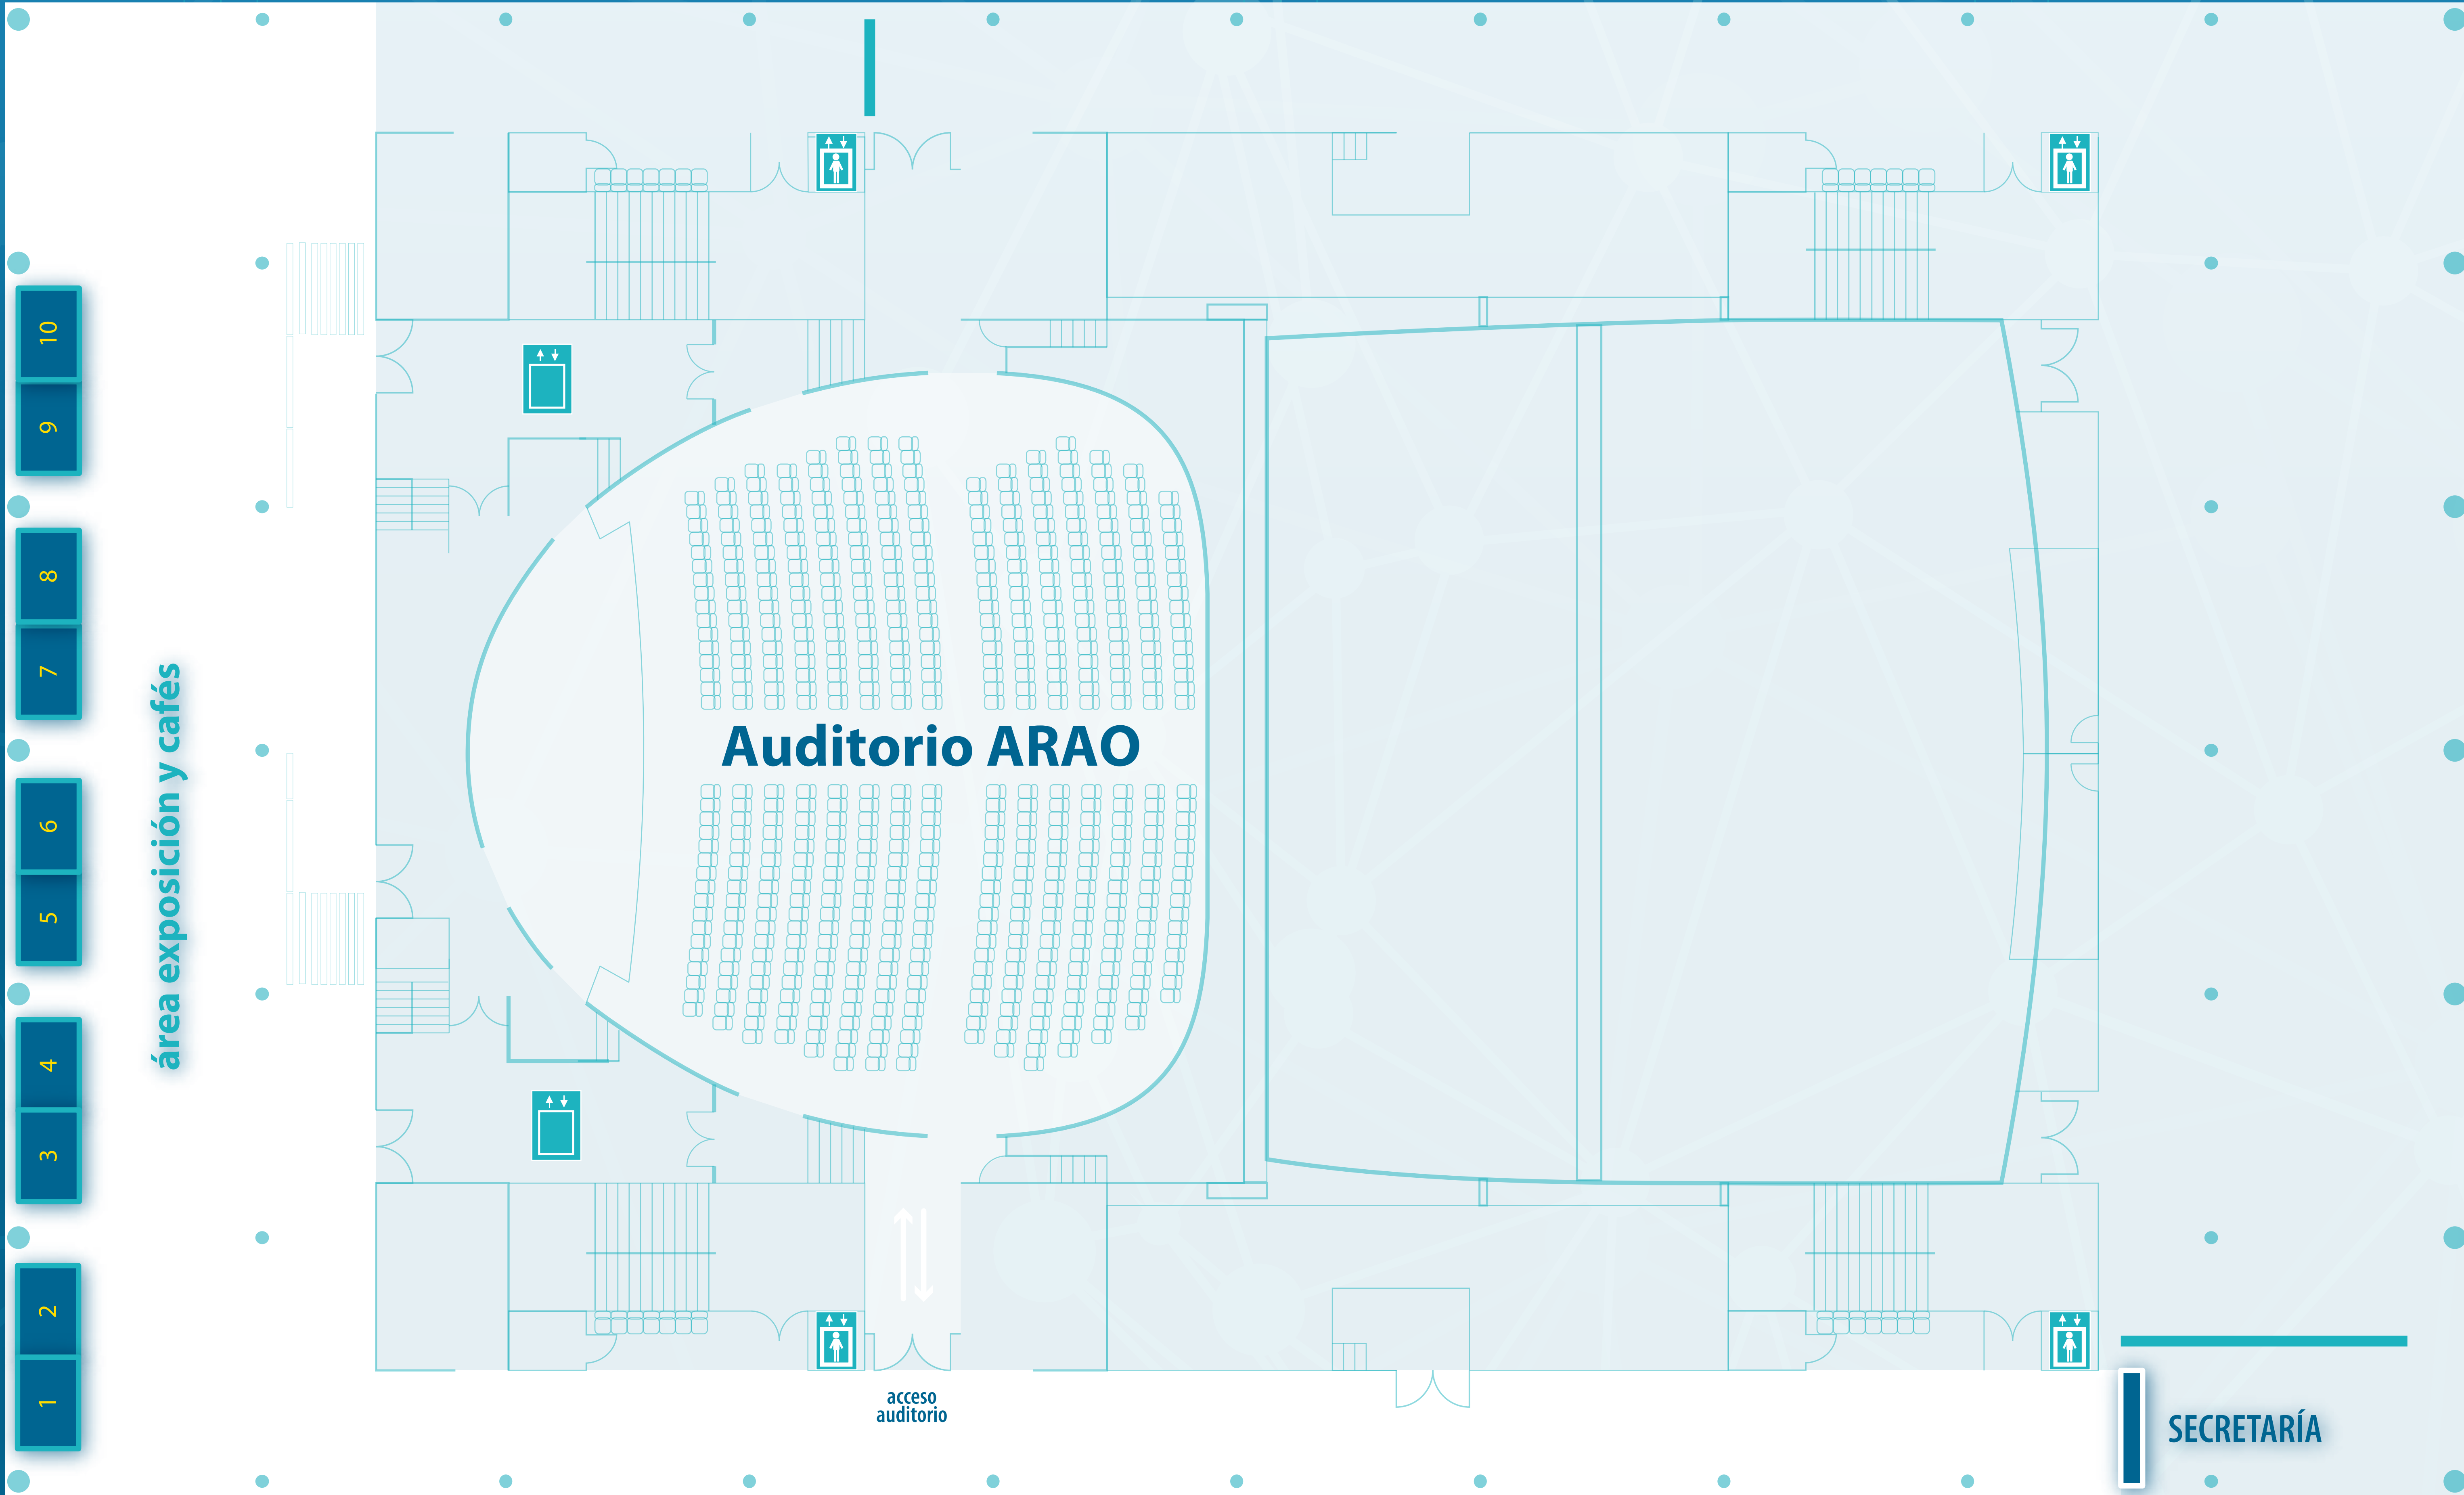 10
9
8
7
6
5
4
3
2
1
área exposición y cafés
Auditorio ARAO
acceso
auditorio
SECRETARÍA